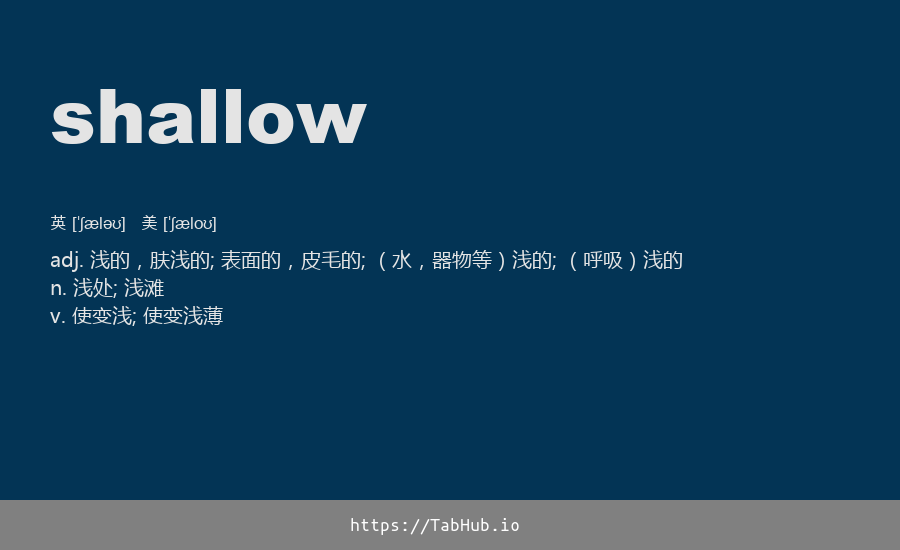 shallow
英 [ˈʃæləʊ]   美 [ˈʃæloʊ]
adj. 浅的，肤浅的; 表面的，皮毛的; （水，器物等）浅的; （呼吸）浅的
n. 浅处; 浅滩
v. 使变浅; 使变浅薄
https://TabHub.io